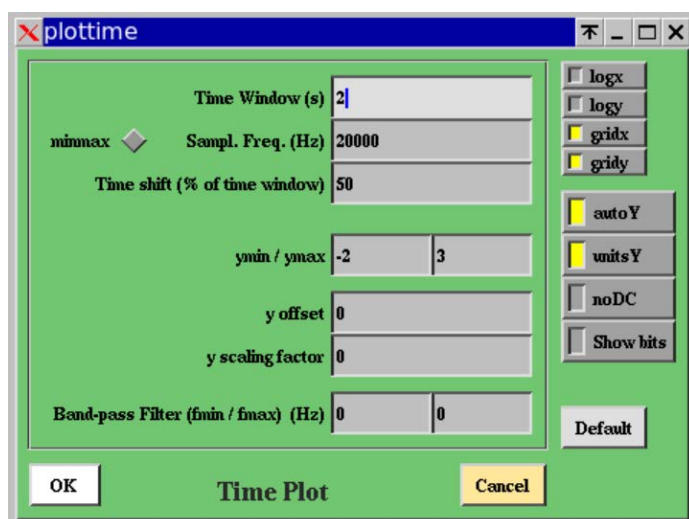 plottime
Time Window (s) 2
minmax Sampl. Freq. (Hz) 20000
Time shift (% of time window) 50
ymin / ymax -2 3
y offset 0
y scaling factor 0
Band-pass Filter (fmin / fmax) (Hz) 0 0
logx
logy
gridx
gridy
autoY
unitsY
noDC
Show bits
Default
OK
Time Plot
Cancel